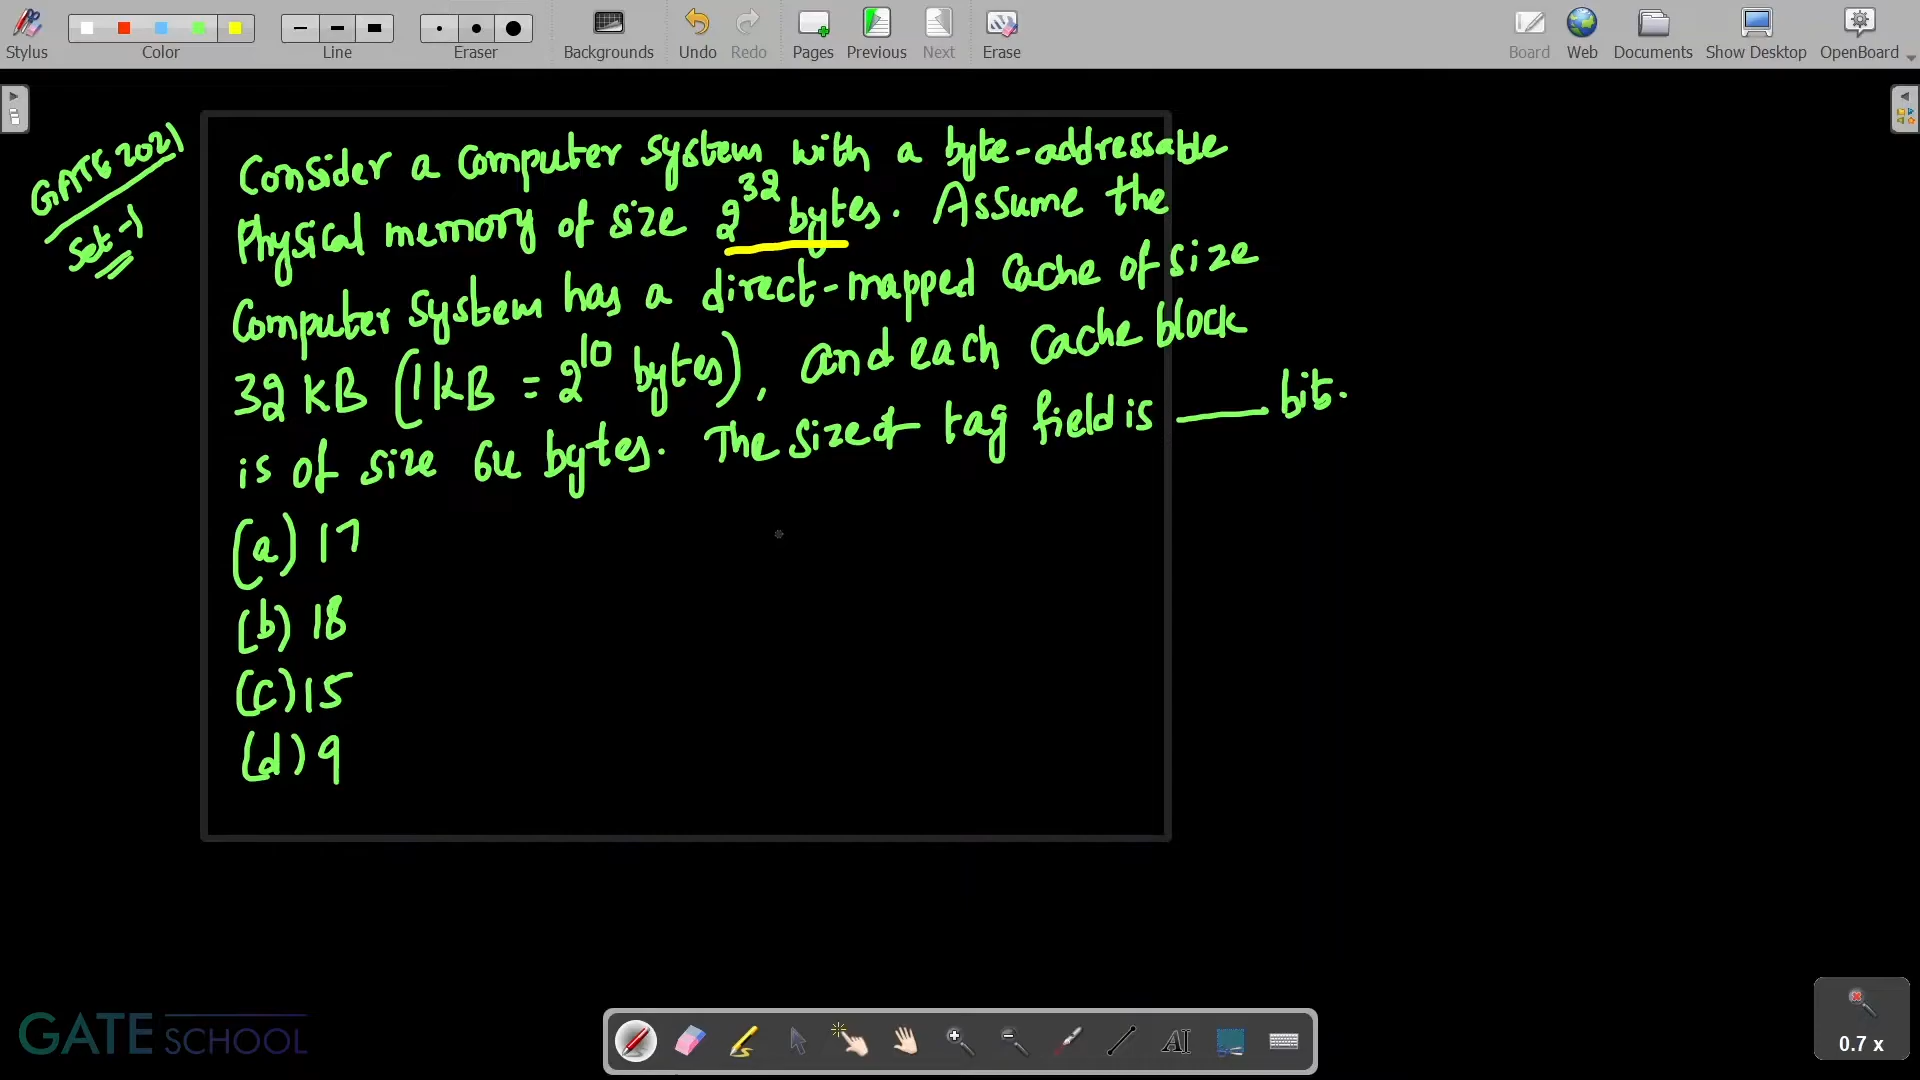 Stylus
Color
Line
Eraser
Backgrounds
Undo
Redo
Pages
Previous
Next
Erase
Board
Web
Documents
Show Desktop
OpenBoard
GATE 2021
Set-1
Consider a computer system with a byte-addressable
Physical memory of size 2^32 bytes. Assume the
Computer system has a direct-mapped Cache of size
32 KB (1KB = 2^10 bytes), and each Cache block
is of size 64 bytes. The size of tag field is ____ bits.
(a) 17
(b) 18
(c) 15
(d) 9
GATE SCHOOL
AI
0.7 x